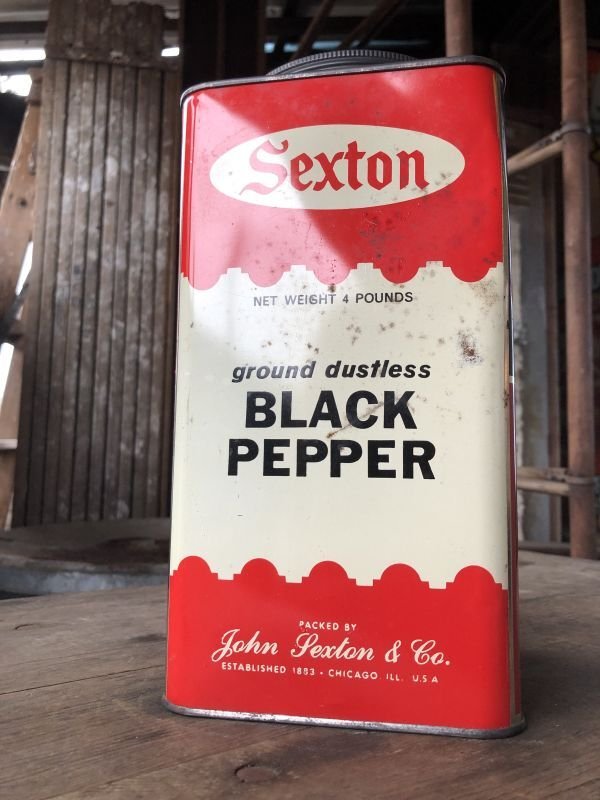 Sexton
NET WEIGHT 4 POUNDS
ground dustless
BLACK
PEPPER
PACKED BY
John Sexton & Co.
ESTABLISHED 1883 - CHICAGO. ILL. U.S.A